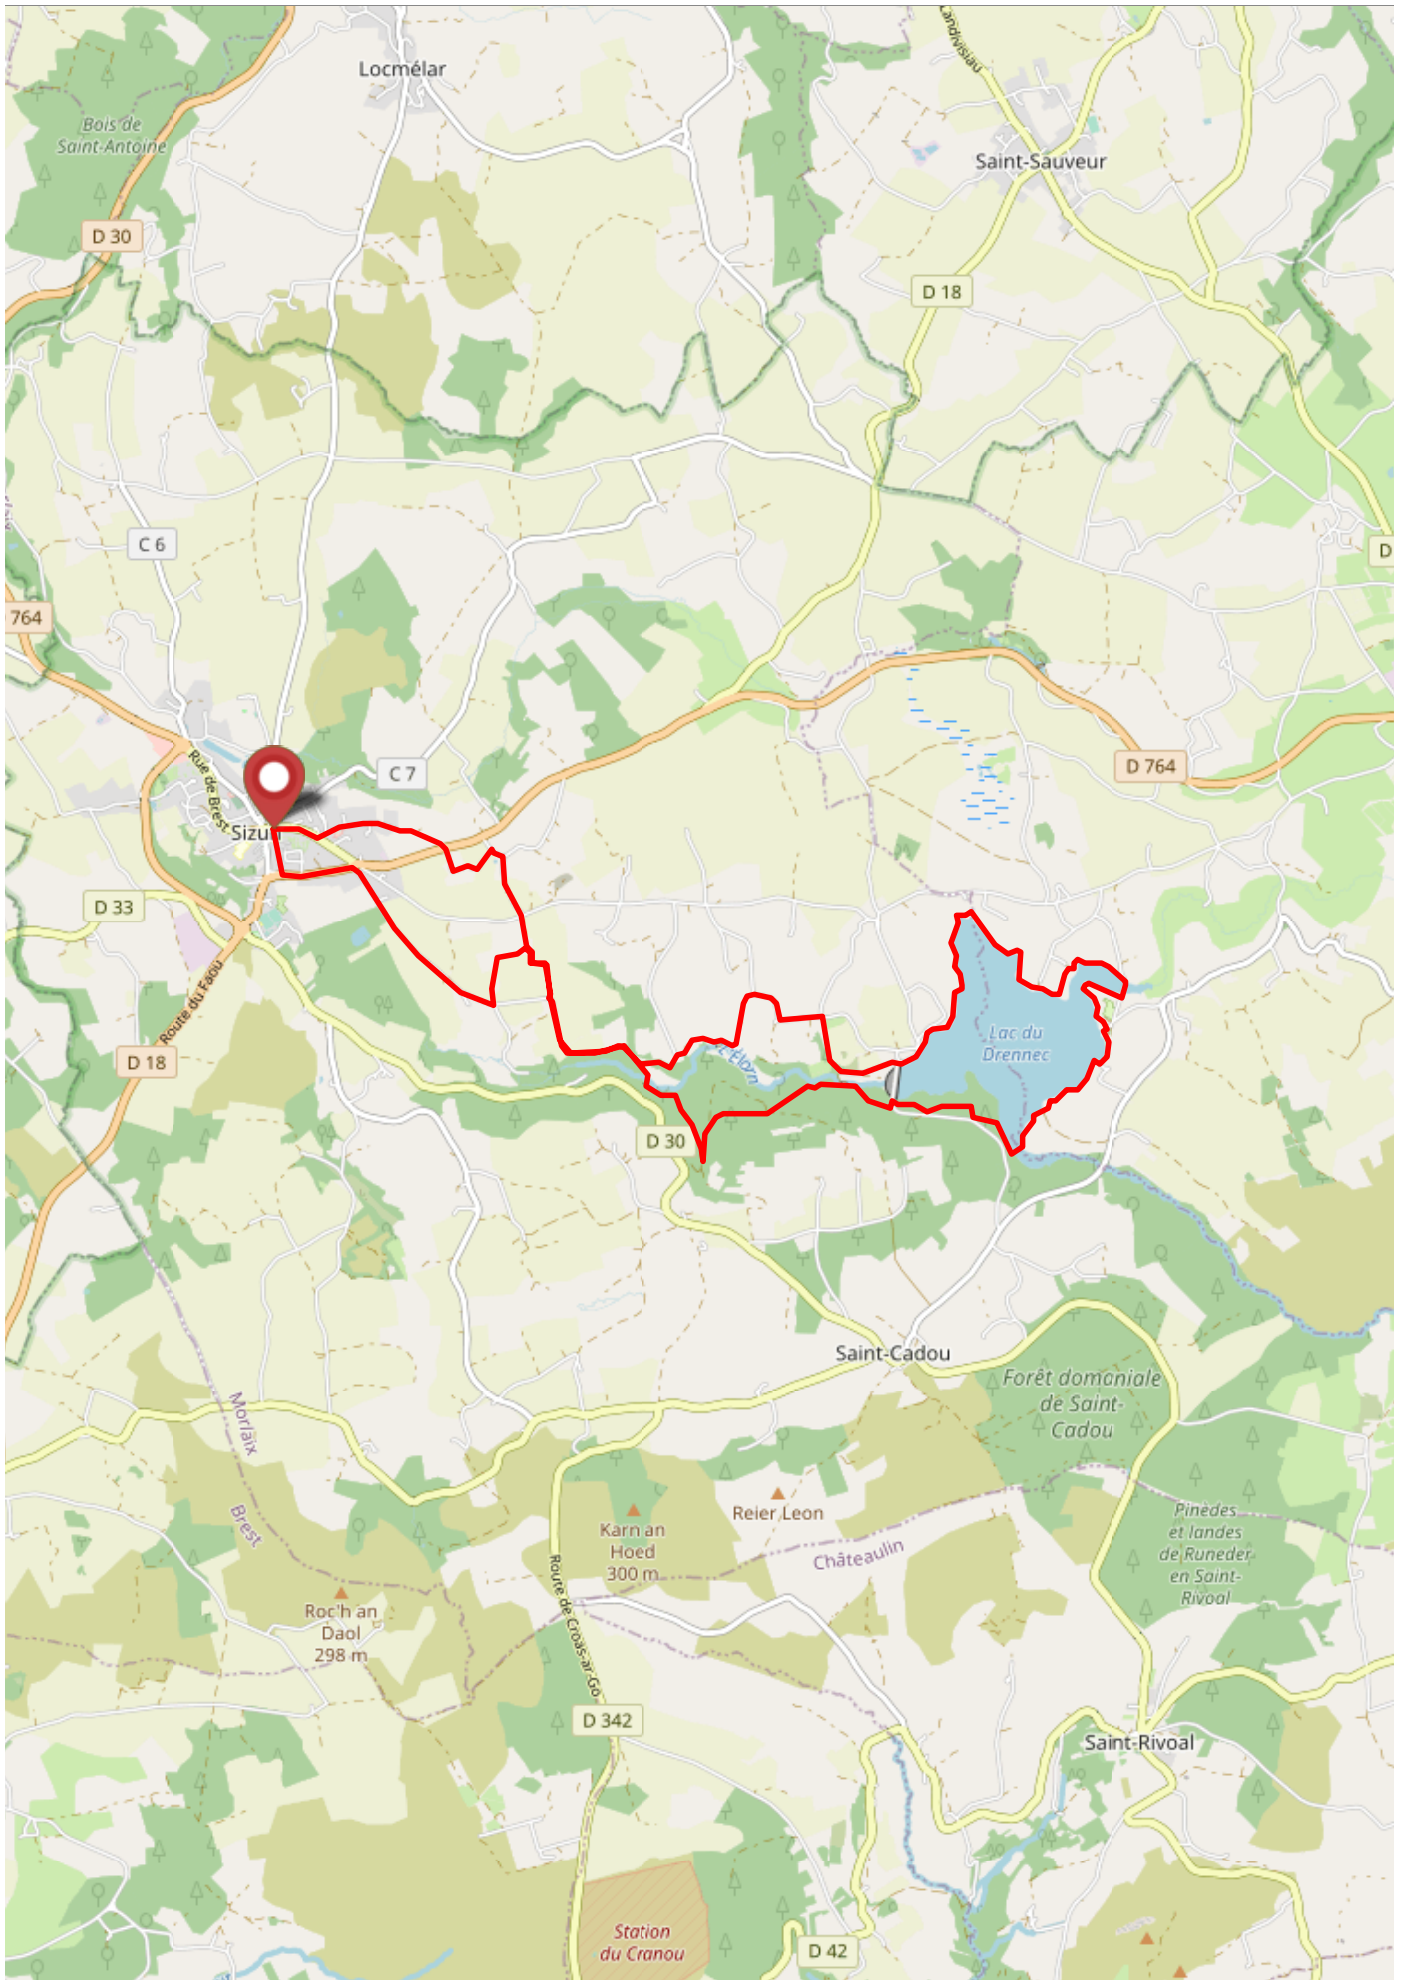 Locmélar
Landivisiau
Bois de
Saint-Antoine
Saint-Sauveur
D 30
D 18
C 6
D
764
C 7
D 764
Rue de Brest
Sizun
D 33
Route du Faou
D 18
Lac du
Drennec
L'Élorn
D 30
Saint-Cadou
Forêt domaniale
de Saint-
Cadou
Morlaix
Brest
Reier Leon
Karn an
Hoed
300 m
Châteaulin
Pinèdes
et landes
de Runeder
en Saint-
Rivoal
Roc'h an
Daol
298 m
Route de Croas-ar-Go
D 342
Saint-Rivoal
Station
du Cranou
D 42